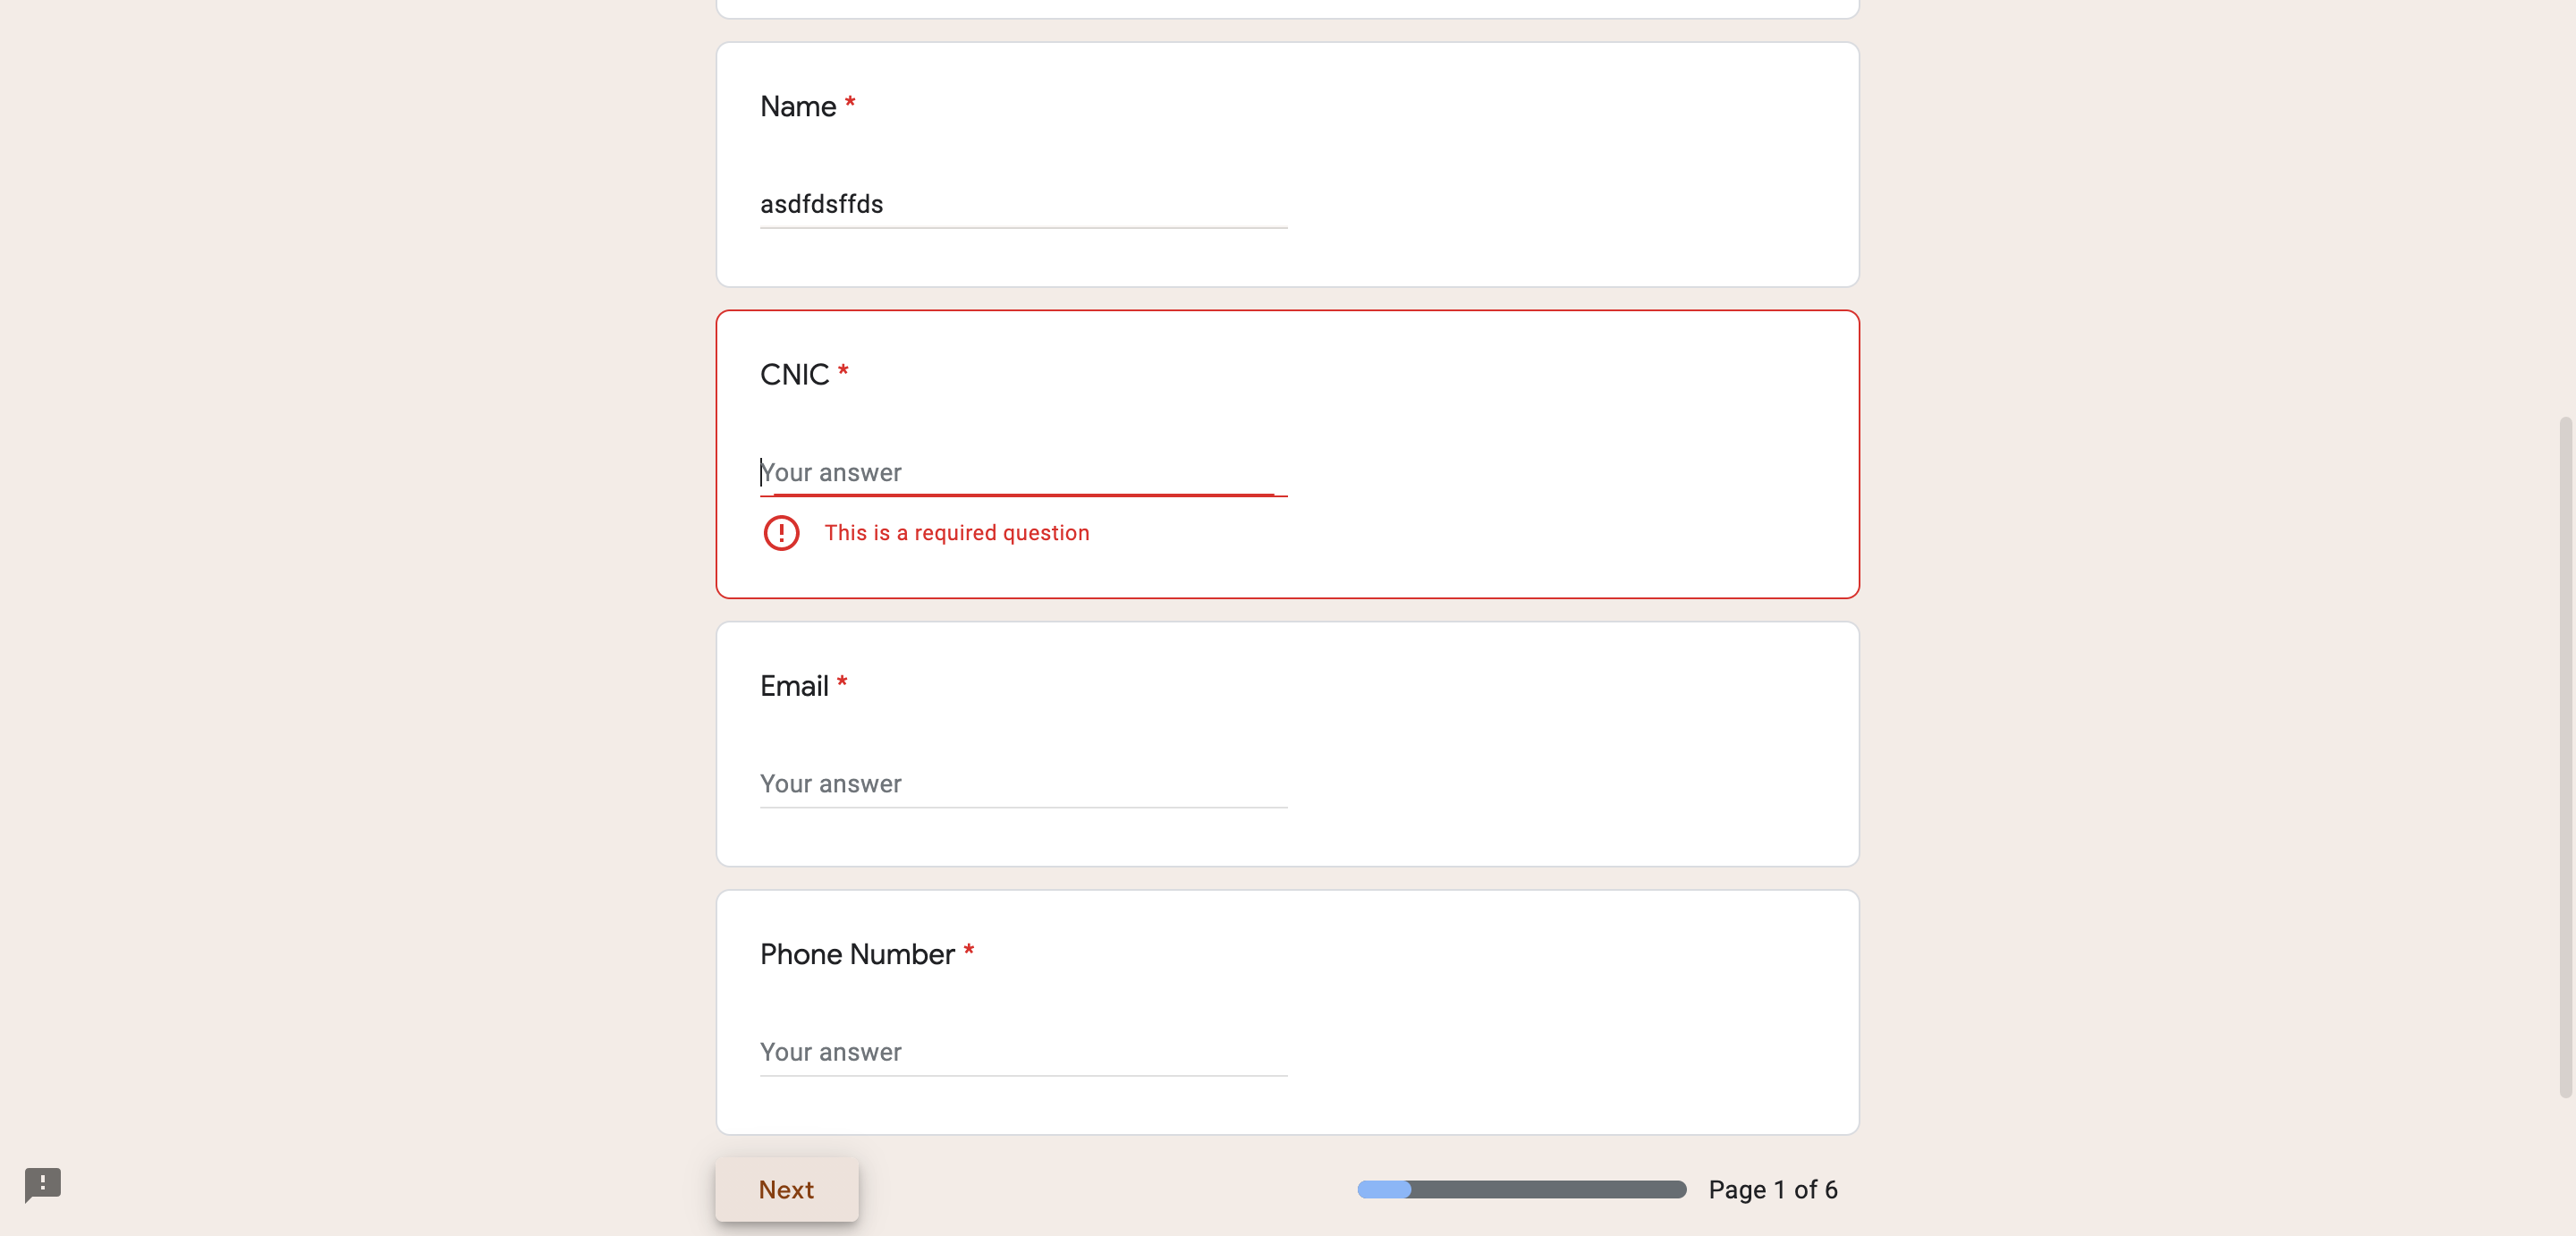 Name *
asdfdsffds
CNIC *
Your answer
This is a required question
Email *
Your answer
Phone Number *
Your answer
Next
Page 1 of 6